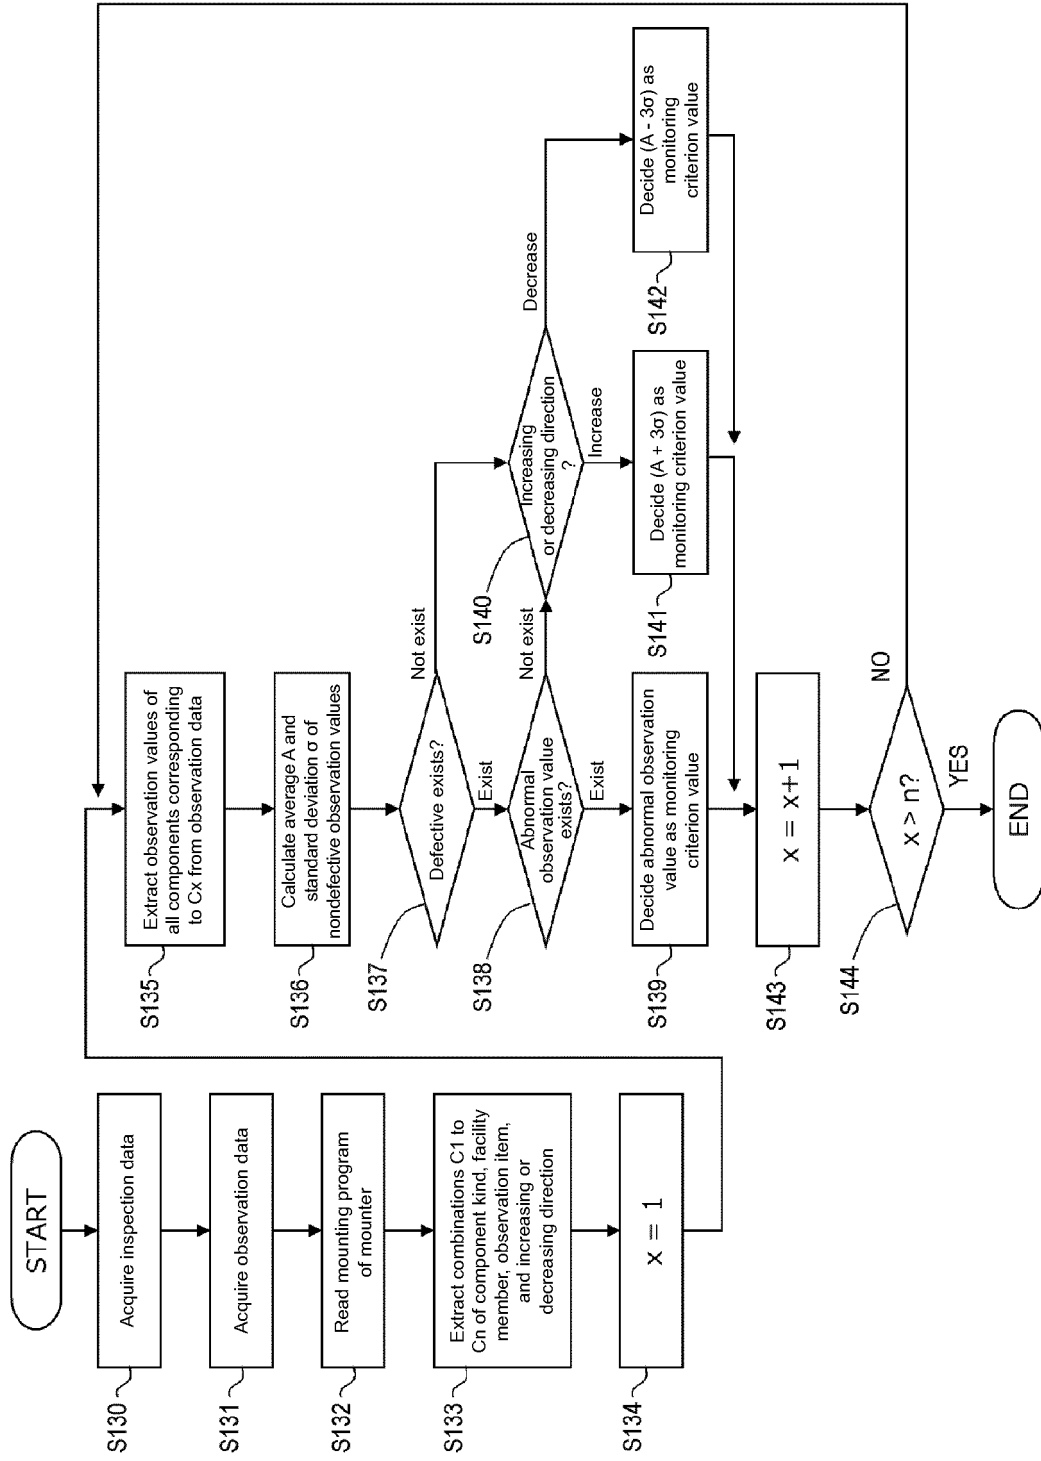 START
S130
Acquire inspection data
S131
Acquire observation data
S132
Read mounting program
of mounter
S133
Extract combinations C1 to
Cn of component kind, facility
member, observation item,
and increasing or
decreasing direction
S134
x = 1
S135
Extract observation values of
all components corresponding
to Cx from observation data
S136
Calculate average A and
standard deviation σ of
nondefective observation values
S137
Defective exists?
Not exist
Exist
S138
Abnormal
observation value
exists?
Not exist
Exist
S139
Decide abnormal observation
value as monitoring
criterion value
S140
Increasing
or decreasing direction
?
Decrease
Increase
S141
Decide (A + 3σ) as
monitoring criterion value
S142
Decide (A - 3σ) as
monitoring
criterion value
S143
x = x+1
S144
x > n?
NO
YES
END